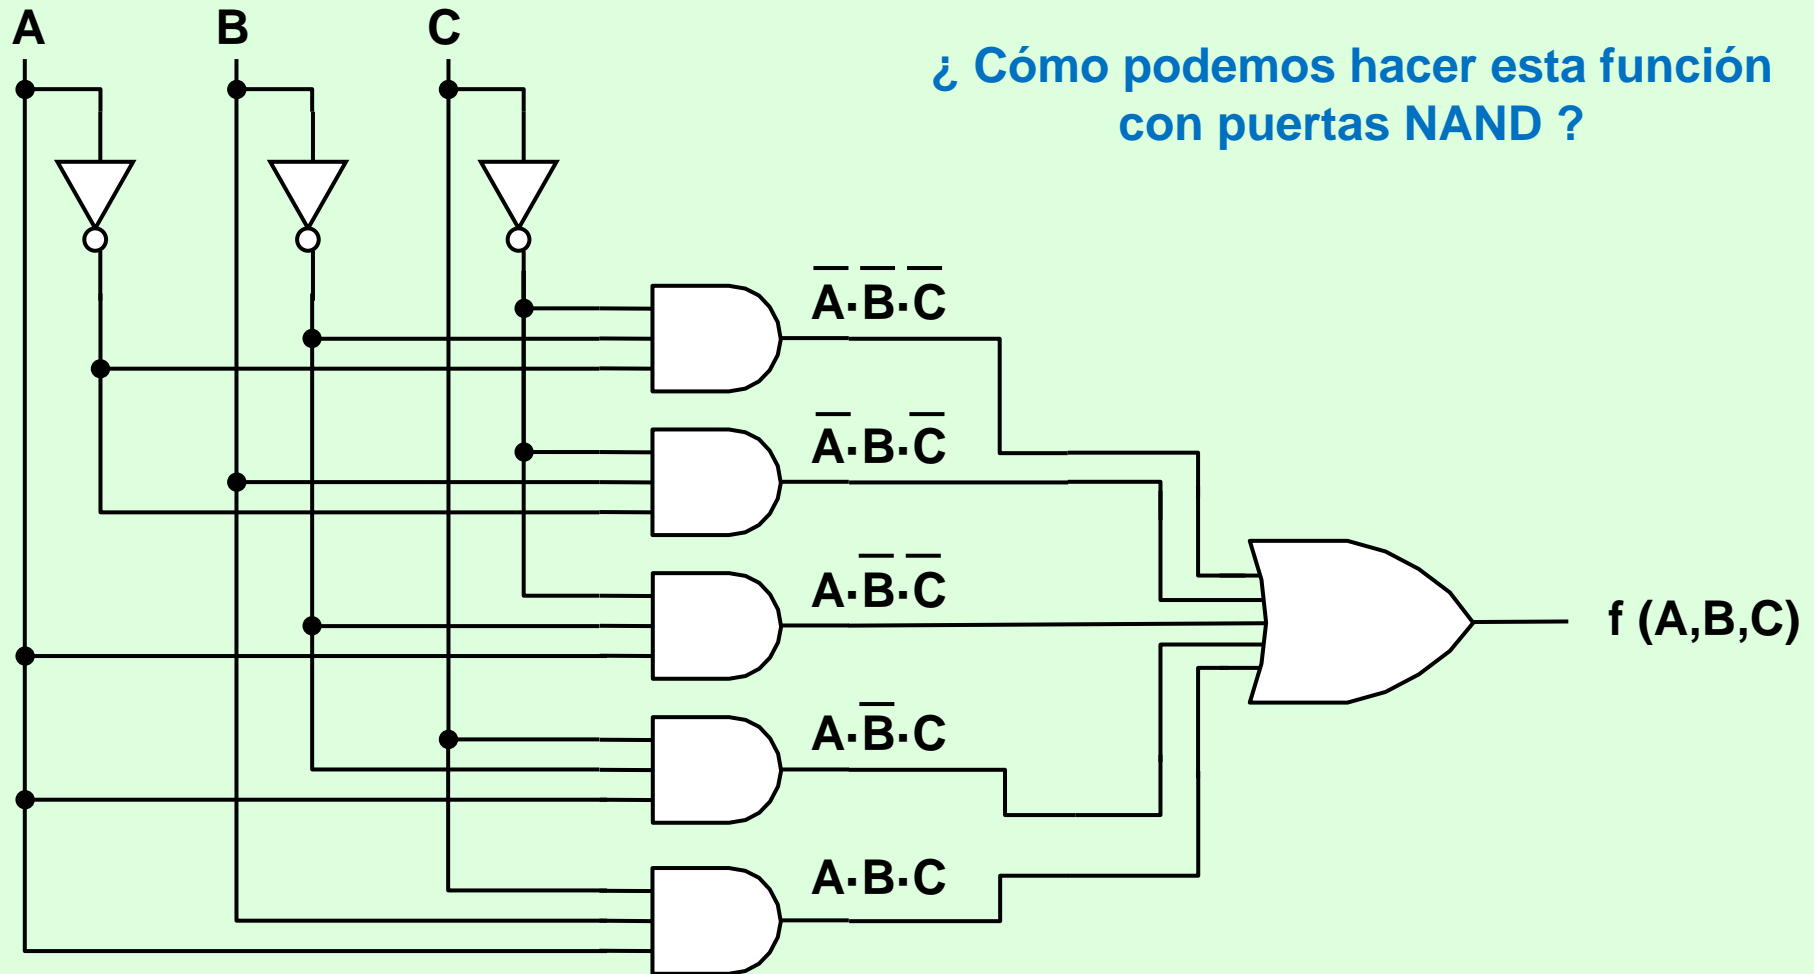 A B C
¿ Cómo podemos hacer esta función
con puertas NAND ?
A̅·B̅·C̅
A̅·B·C̅
A·B̅·C̅
f (A,B,C)
A·B̅·C
A·B·C